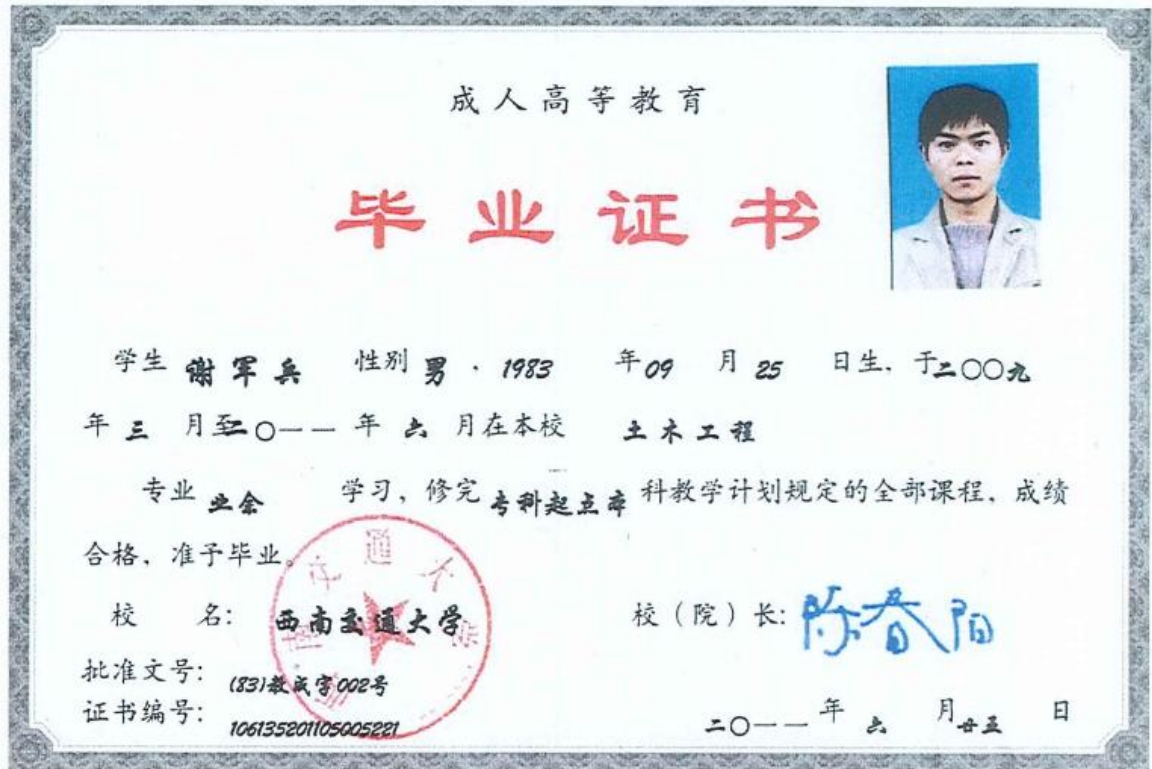 成人高等教育
毕业证书
学生 谢军兵 性别 男 . 1983 年 09 月 25 日生, 于二〇〇九
年 三 月至二〇一一 年 六 月在本校 土木工程
专业 业余 学习, 修完 专科起点本 科教学计划规定的全部课程, 成绩
合格, 准予毕业。
校 名: 西南交通大学
校(院)长: 陈春阳
批准文号: (83)教成字002号
证书编号: 106135201105005221
二〇一一 年 六 月 廿五 日
西南交通大学